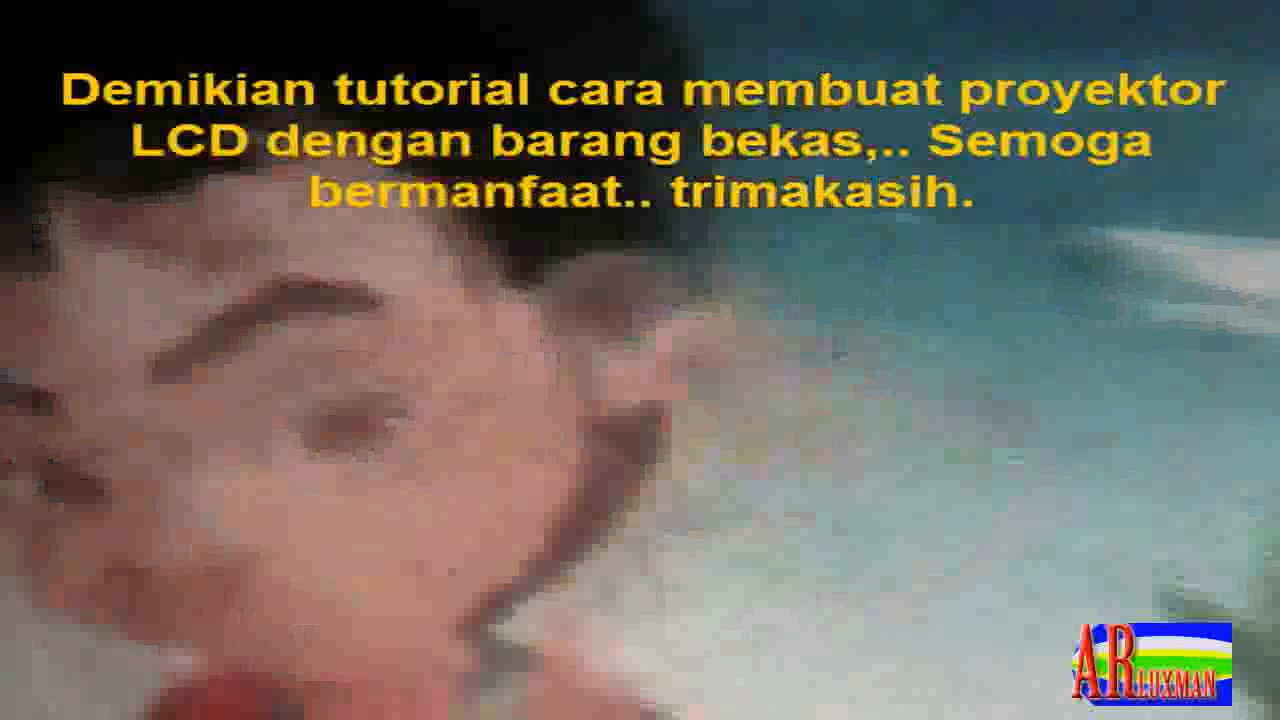 Demikian tutorial cara membuat proyektor
LCD dengan barang bekas,.. Semoga
bermanfaat.. trimakasih.
AR LUXMAN